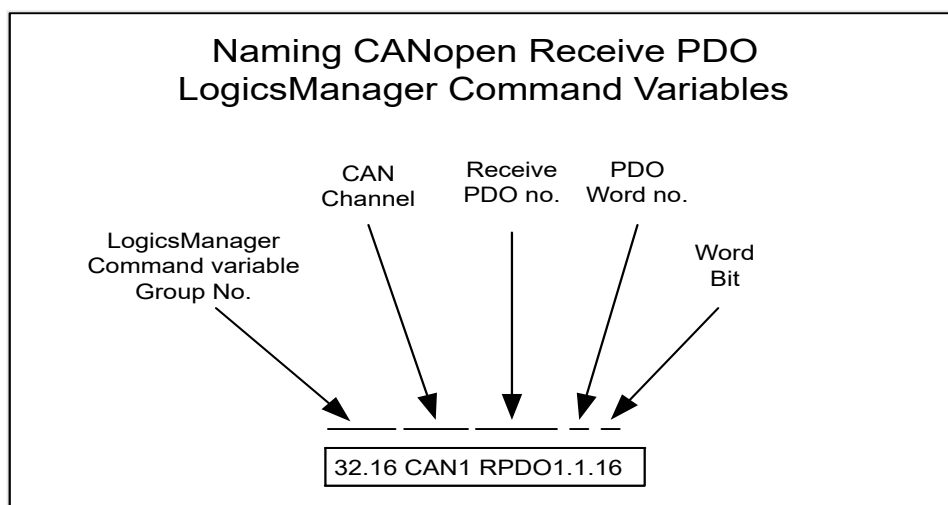 Naming CANopen Receive PDO
LogicsManager Command Variables
CAN
Channel
Receive
PDO no.
PDO
Word no.
LogicsManager
Command variable
Group No.
Word
Bit
32.16 CAN1 RPDO1.1.16